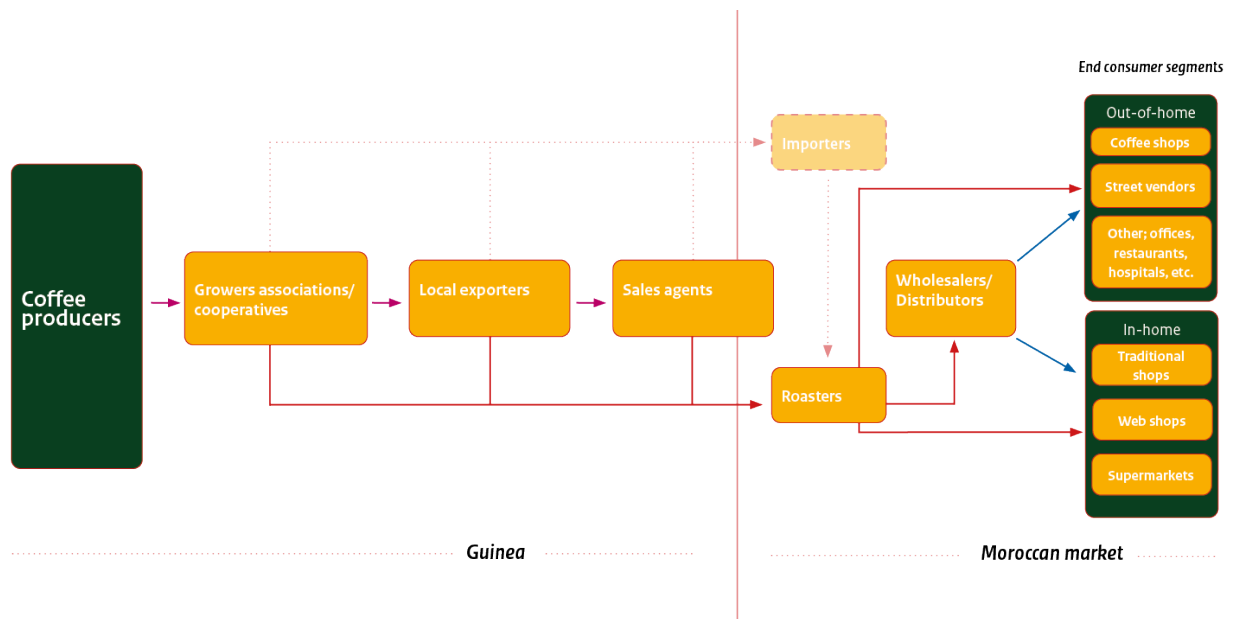 End consumer segments
Out-of-home
Coffee shops
Street vendors
Other; offices,
restaurants,
hospitals, etc.
Importers
Coffee
producers
Growers associations/
cooperatives
Local exporters
Sales agents
Wholesalers/
Distributors
Roasters
In-home
Traditional
shops
Web shops
Supermarkets
Guinea
Moroccan market